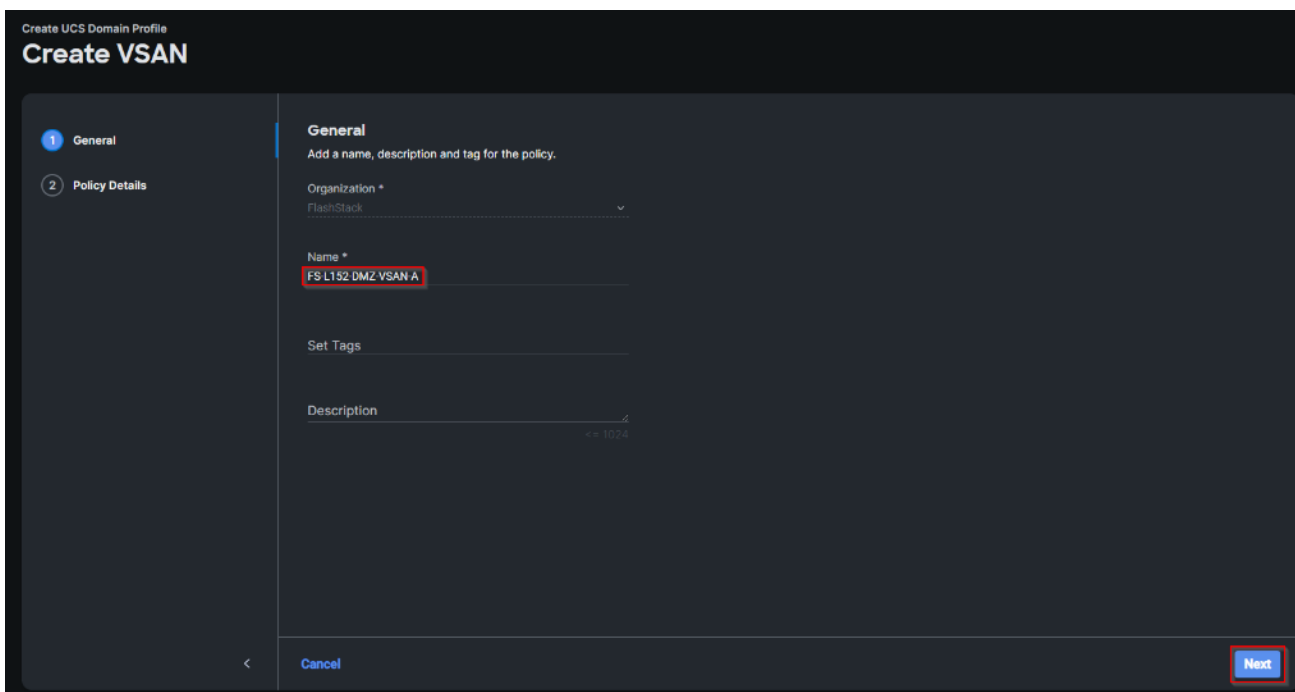 Create UCS Domain Profile
Create VSAN
1 General
2 Policy Details
General
Add a name, description and tag for the policy.
Organization *
FlashStack
Name *
FS-L152-DMZ-VSAN-A
Set Tags
Description
<= 1024
Cancel
Next